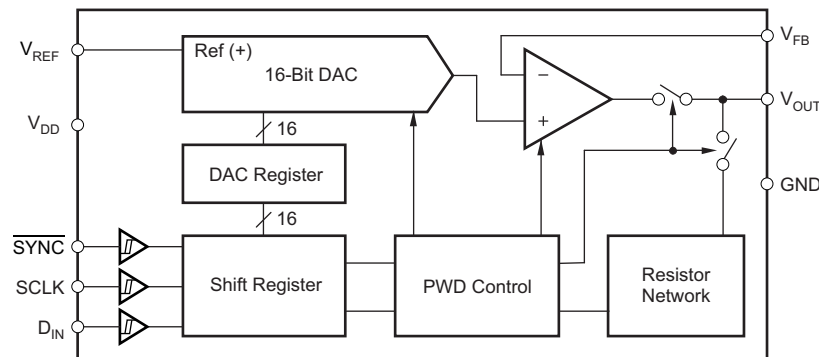 VREF
Ref (+)
16-Bit DAC
VFB
−
+
VOUT
VDD
16
DAC Register
GND
16
SYNC
SCLK
DIN
Shift Register
PWD Control
Resistor
Network